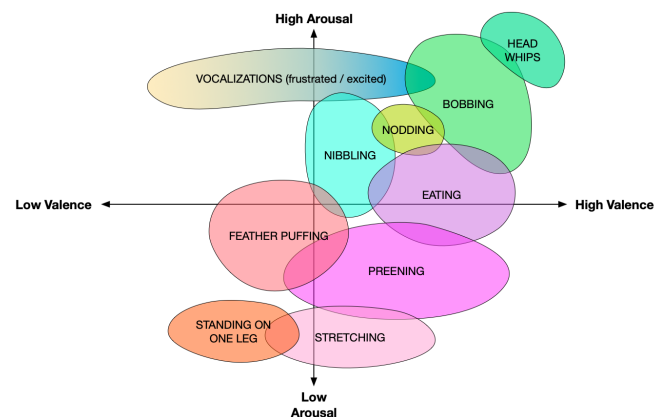 High Arousal
HEAD
WHIPS
VOCALIZATIONS (frustrated / excited)
BOBBING
NODDING
NIBBLING
EATING
Low Valence
High Valence
FEATHER PUFFING
PREENING
STANDING ON
ONE LEG
STRETCHING
Low
Arousal